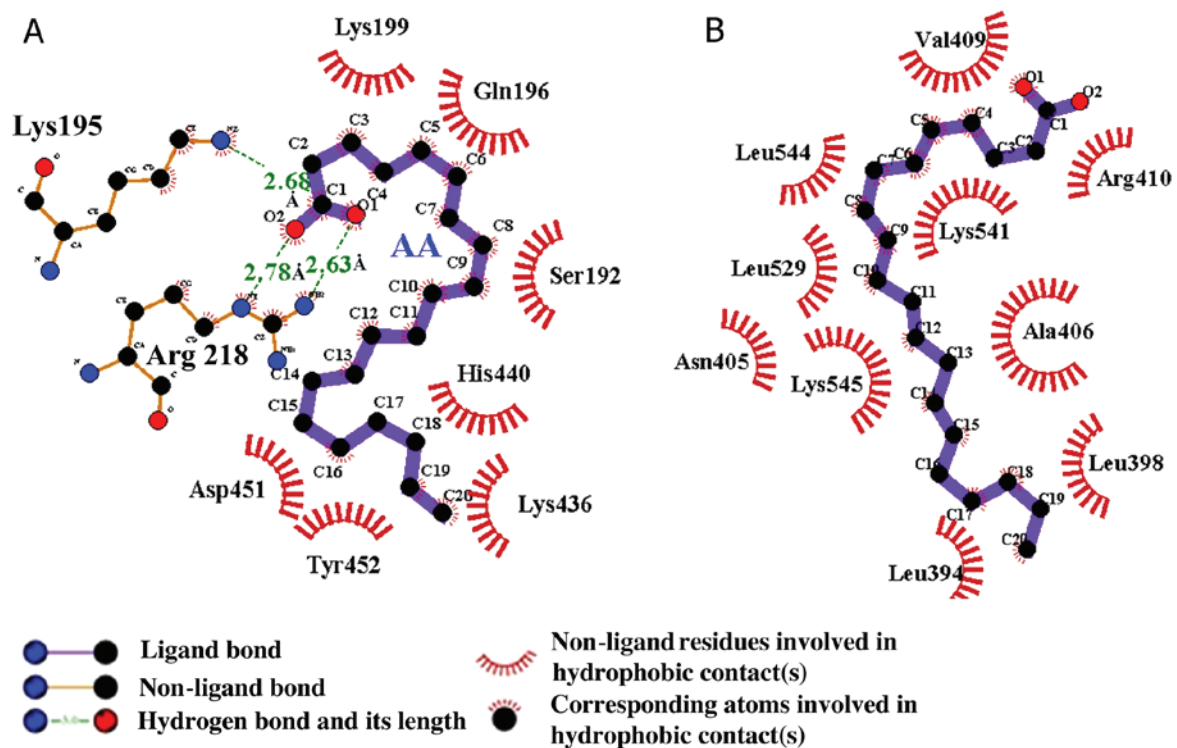 A
B
Lys199
Gln196
Lys195
C3
C2
C5
C6
C4
C1
O1
O2
2.68
Å
C7
C8
AA
C9
2.78Å
2.63Å
C10
Ser192
C12
C11
Arg 218
C13
C14
His440
C15
C17
C18
C16
C19
C20
Asp451
Lys436
Tyr452
Val409
O1
O2
C5
C4
C1
C2
C3
Leu544
C7
C6
Arg410
C8
Lys541
C9
Leu529
C10
C11
Ala406
C12
Asn405
Lys545
C13
C1
C15
C16
C18
Leu398
C19
C17
C20
Leu394
Ligand bond
Non-ligand bond
3.0
Hydrogen bond and its length
Non-ligand residues involved in
hydrophobic contact(s)
Corresponding atoms involved in
hydrophobic contact(s)